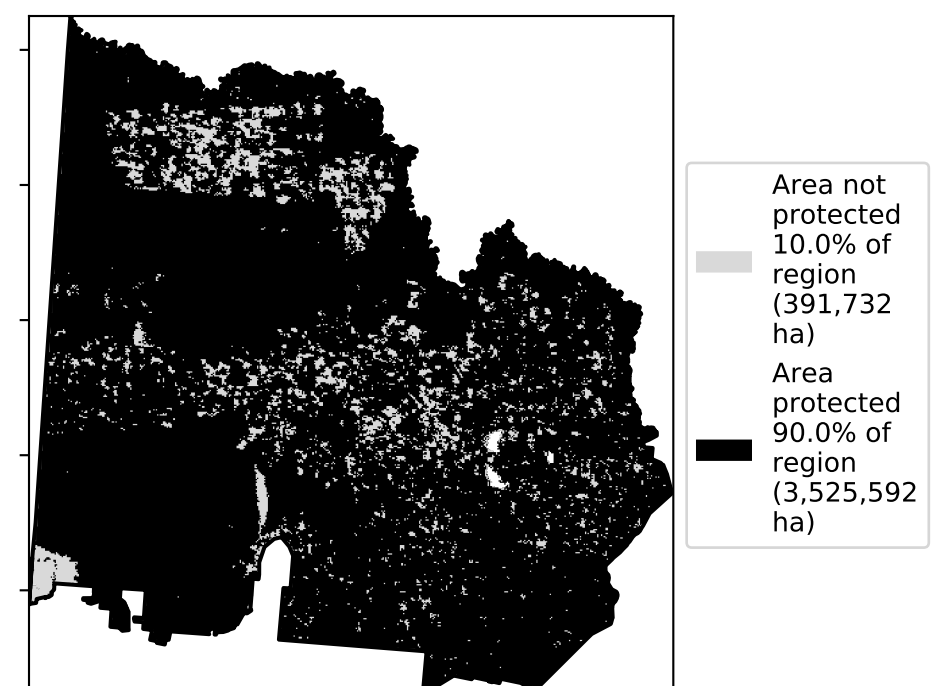 Area not
protected
10.0% of
region
(391,732
ha)
Area
protected
90.0% of
region
(3,525,592
ha)